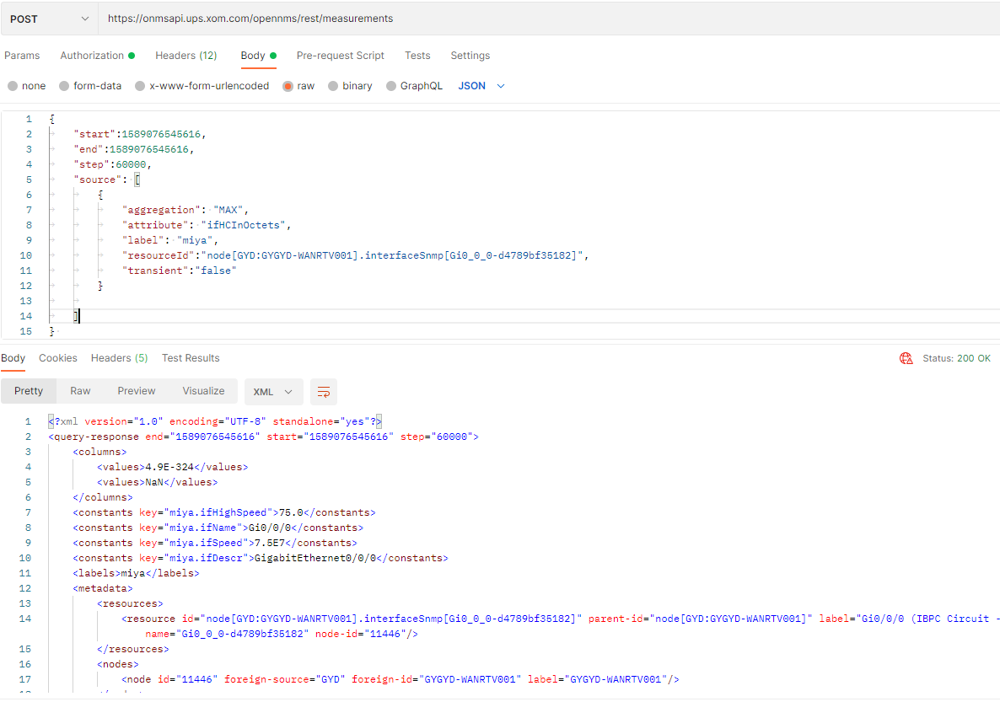 POST https://onmsapi.ups.xom.com/opennms/rest/measurements
Params Authorization Headers (12) Body Pre-request Script Tests Settings
none form-data x-www-form-urlencoded raw binary GraphQL JSON
1 {
2 "start":1589076545616,
3 "end":1589076545616,
4 "step":60000,
5 "source": [
6 {
7 "aggregation": "MAX",
8 "attribute": "ifHCInOctets",
9 "label": "miya",
10 "resourceId":"node[GYD:GYGYD-WANRTV001].interfaceSnmp[Gi0_0_0-d4789bf35182]",
11 "transient":"false"
12 }
13
14 ]
15 }
Body Cookies Headers (5) Test Results Status: 200 OK
Pretty Raw Preview Visualize XML
1 <?xml version="1.0" encoding="UTF-8" standalone="yes"?>
2 <query-response end="1589076545616" start="1589076545616" step="60000">
3 <columns>
4 <values>4.9E-324</values>
5 <values>NaN</values>
6 </columns>
7 <constants key="miya.ifHighSpeed">75.0</constants>
8 <constants key="miya.ifName">Gi0/0/0</constants>
9 <constants key="miya.ifSpeed">7.5E7</constants>
10 <constants key="miya.ifDescr">GigabitEthernet0/0/0</constants>
11 <labels>miya</labels>
12 <metadata>
13 <resources>
14 <resource id="node[GYD:GYGYD-WANRTV001].interfaceSnmp[Gi0_0_0-d4789bf35182]" parent-id="node[GYD:GYGYD-WANRTV001]" label="Gi0/0/0 (IBPC Circuit -
name="Gi0_0_0-d4789bf35182" node-id="11446"/>
15 </resources>
16 <nodes>
17 <node id="11446" foreign-source="GYD" foreign-id="GYGYD-WANRTV001" label="GYGYD-WANRTV001"/>